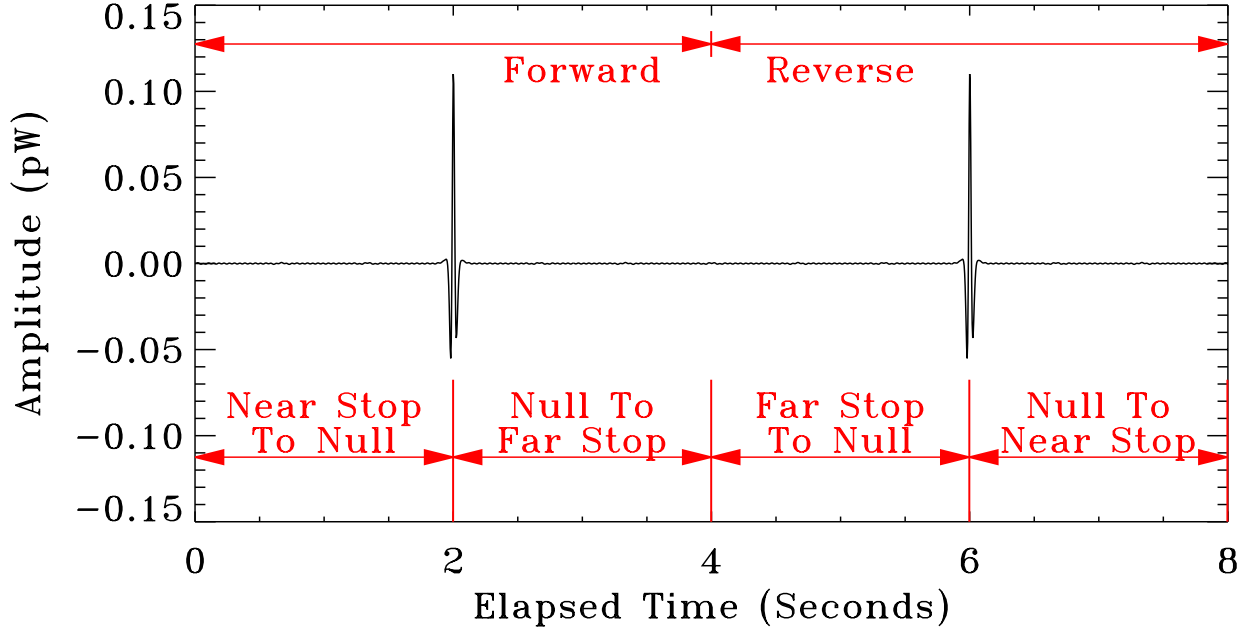 0.15
Forward Reverse
0.10
0.05
0.00
−0.05
Near Stop Null To Far Stop Null To
To Null Far Stop To Null Near Stop
−0.10
−0.15
0 2 4 6 8
Elapsed Time (Seconds)
Amplitude (pW)